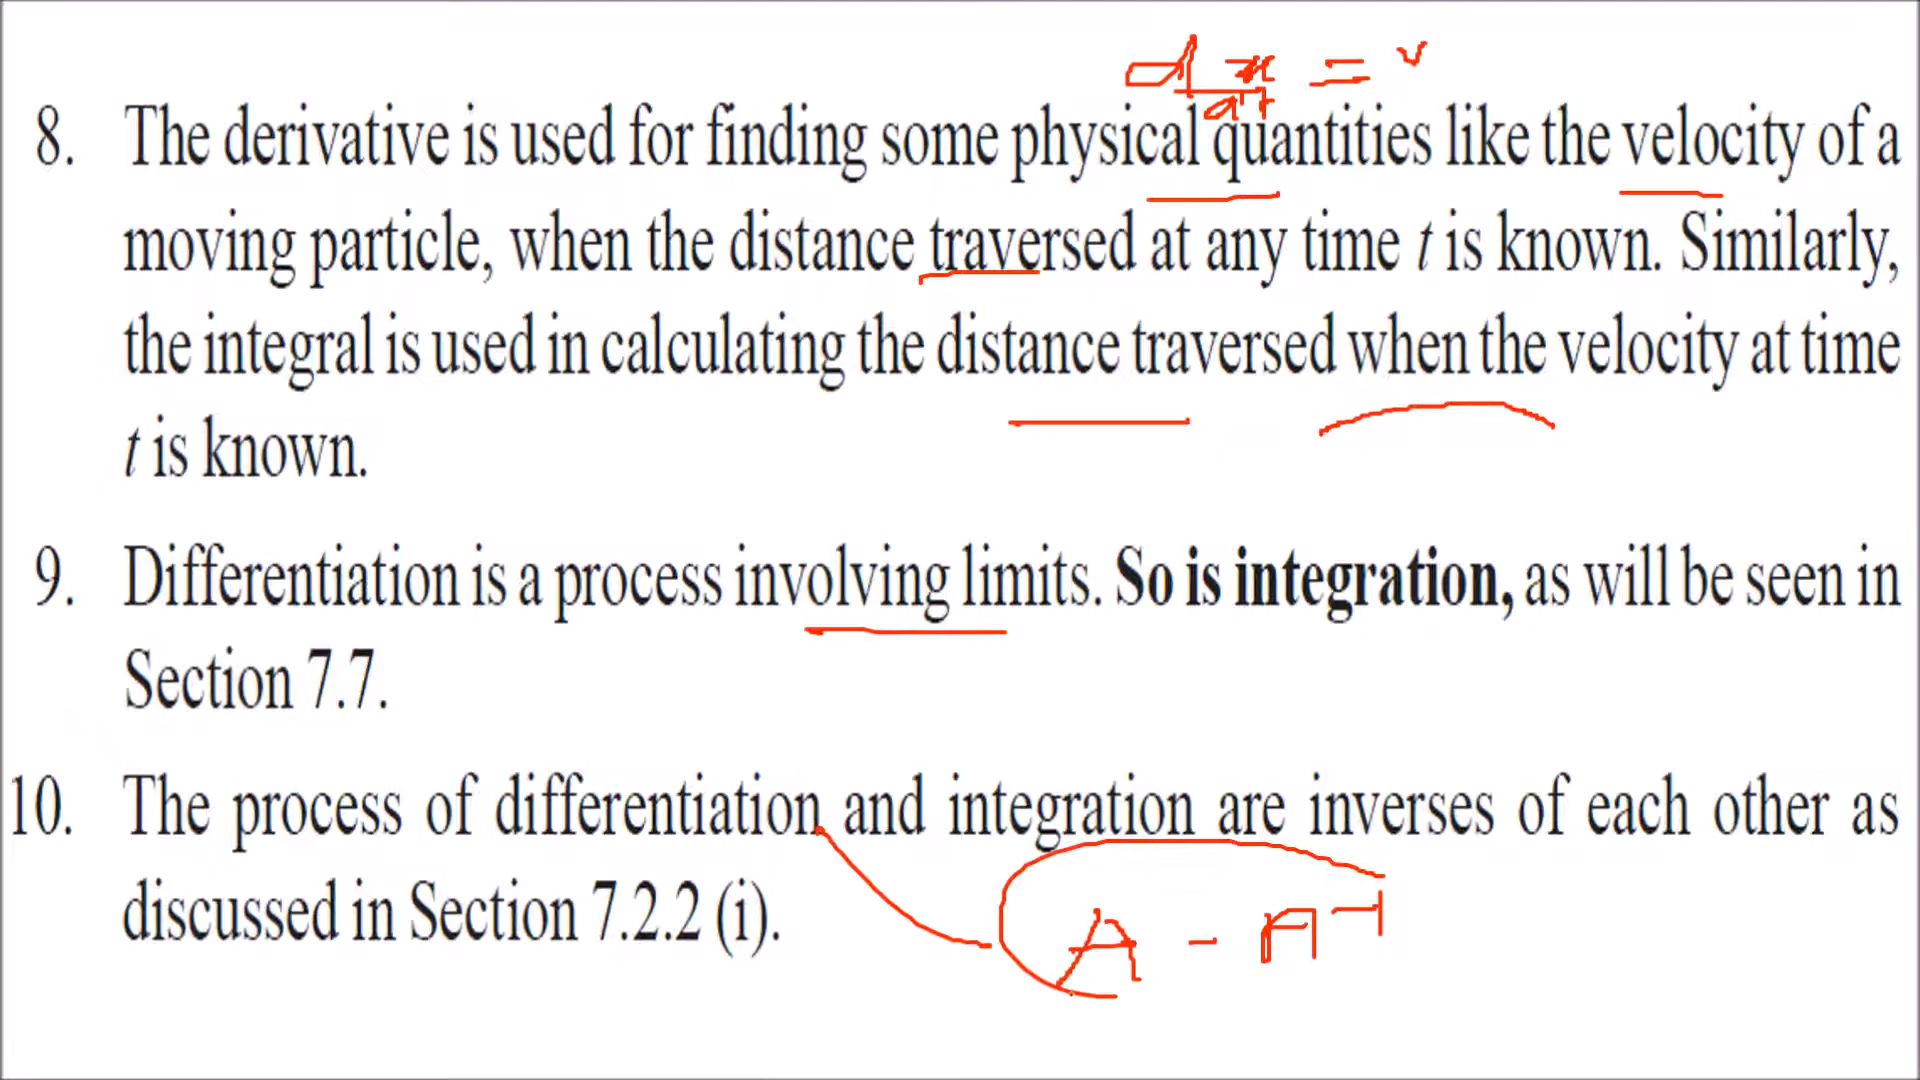 dx = v
dt
8. The derivative is used for finding some physical quantities like the velocity of a
moving particle, when the distance traversed at any time t is known. Similarly,
the integral is used in calculating the distance traversed when the velocity at time
t is known.
9. Differentiation is a process involving limits. So is integration, as will be seen in
Section 7.7.
10. The process of differentiation and integration are inverses of each other as
discussed in Section 7.2.2 (i).
A - A⁻¹